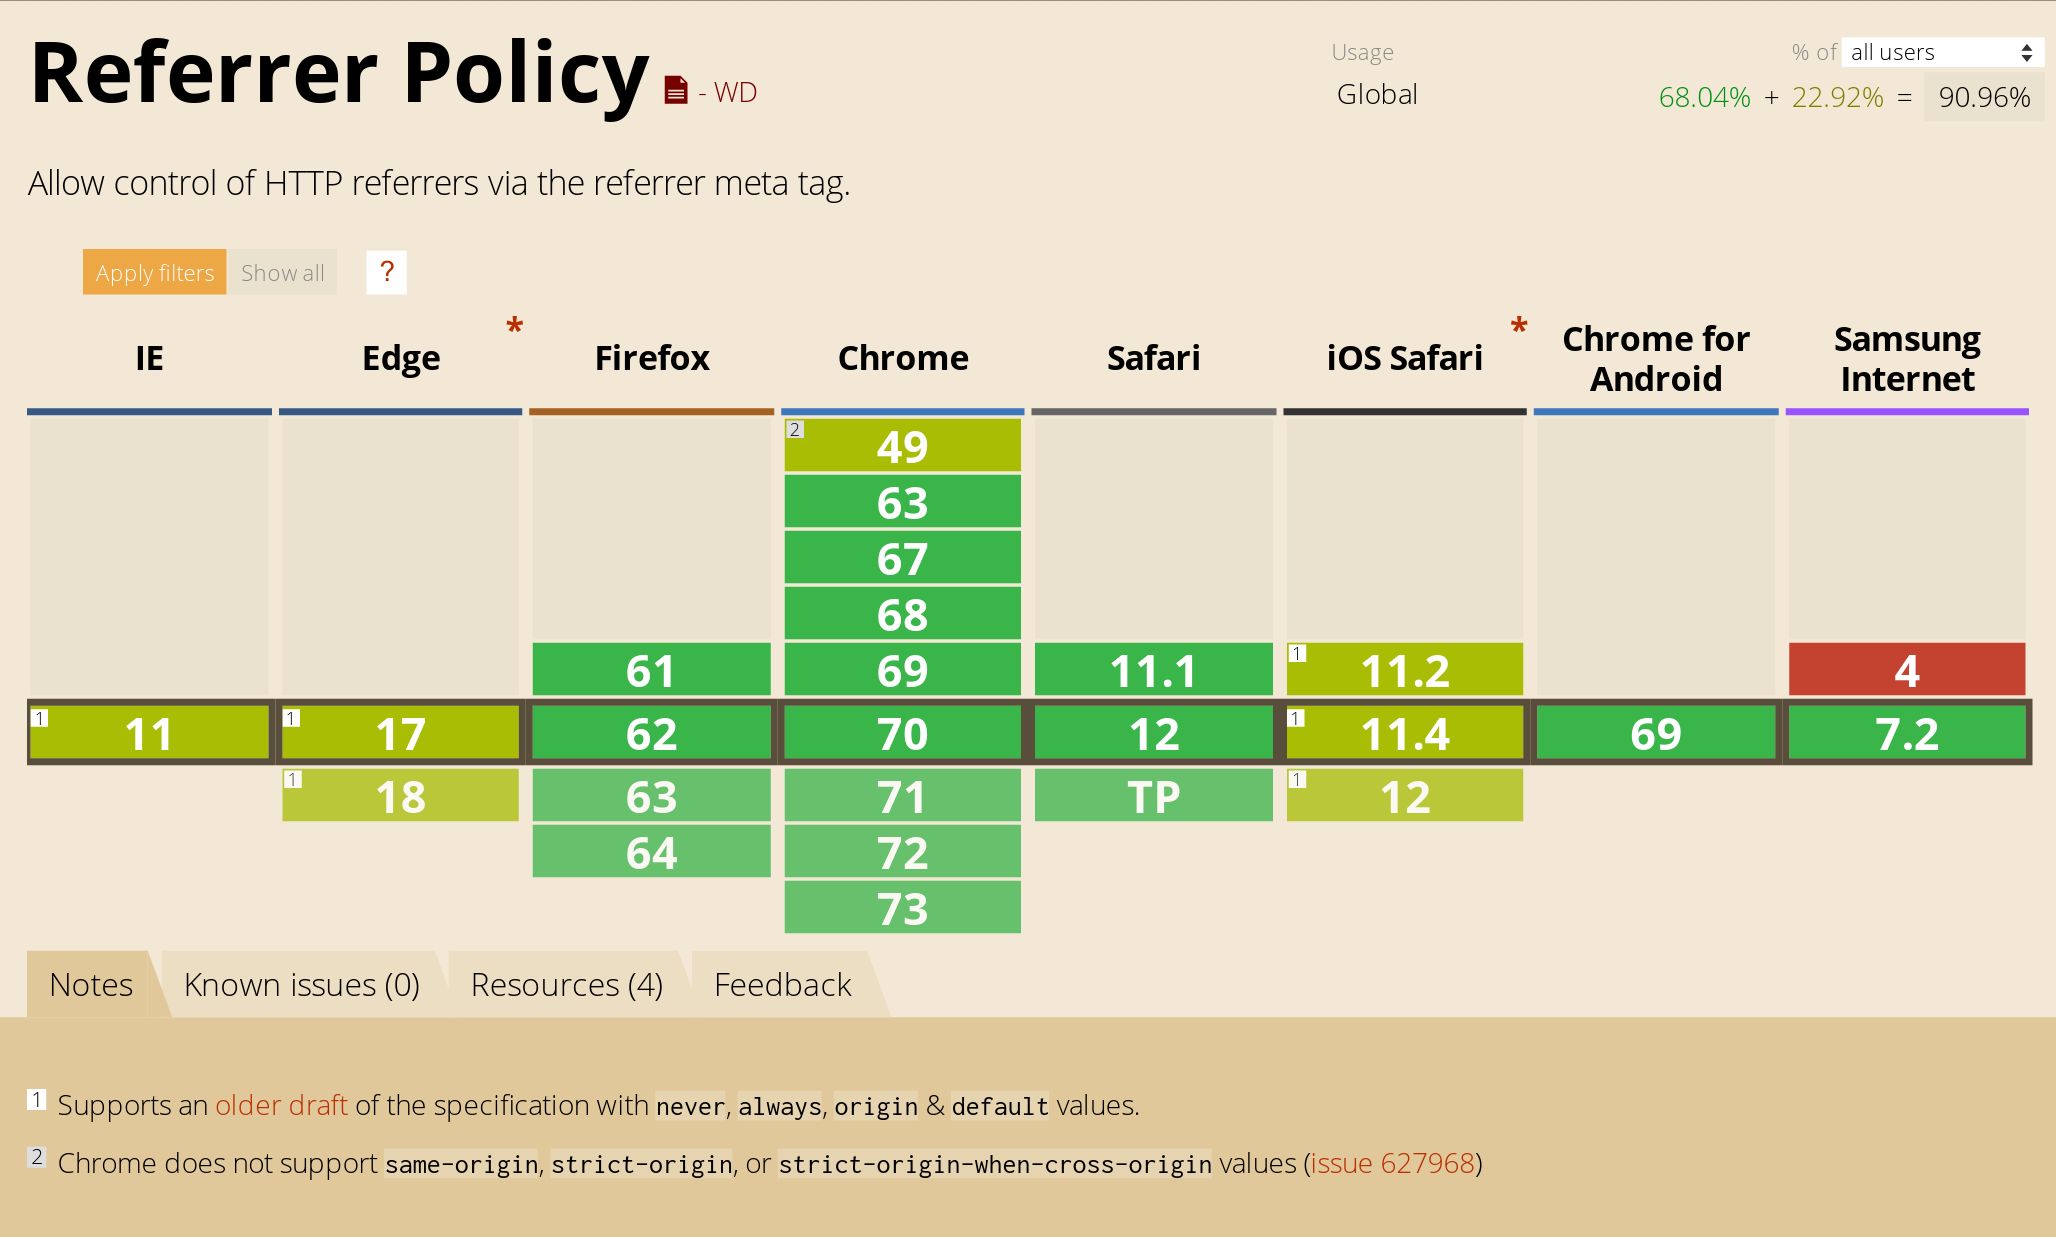 Referrer Policy - WD
Usage % of all users
Global 68.04% + 22.92% = 90.96%
Allow control of HTTP referrers via the referrer meta tag.
Apply filters Show all ?
IE Edge * Firefox Chrome Safari iOS Safari * Chrome for Android Samsung Internet
2 49
63
67
68
61 69 11.1 1 11.2 4
1 11 1 17 62 70 12 1 11.4 69 7.2
1 18 63 71 TP 1 12
64 72
73
Notes Known issues (0) Resources (4) Feedback
1 Supports an older draft of the specification with never, always, origin & default values.
2 Chrome does not support same-origin, strict-origin, or strict-origin-when-cross-origin values (issue 627968)